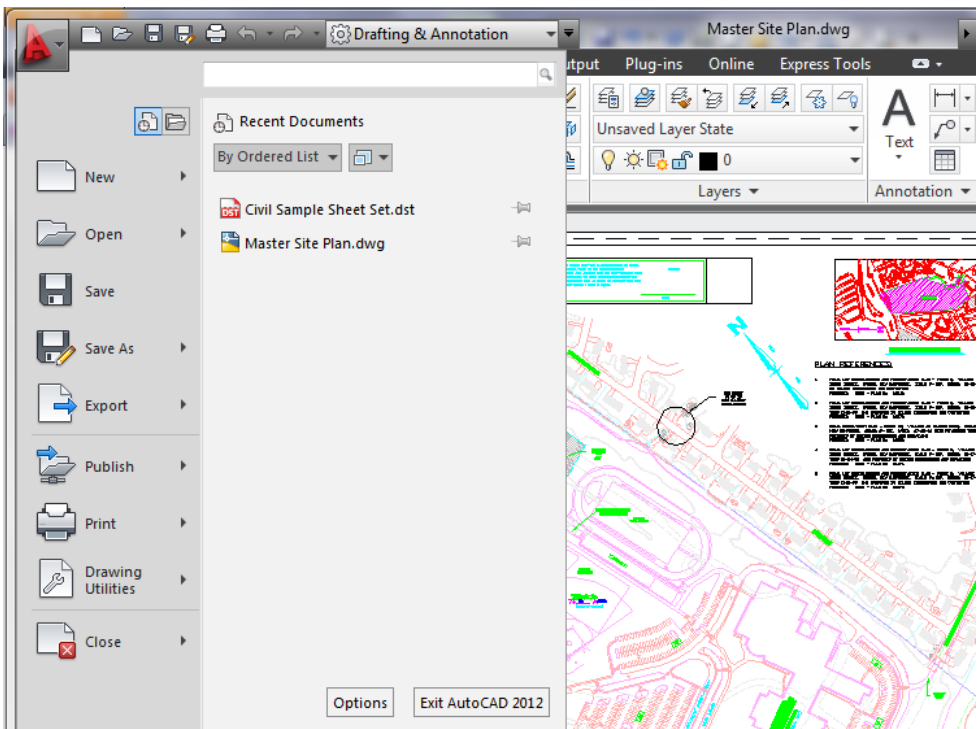 Drafting & Annotation
Master Site Plan.dwg
Plug-ins Online Express Tools
Recent Documents
By Ordered List
Unsaved Layer State
0
A
Text
Layers
Annotation
New
Open
Save
Save As
Export
Publish
Print
Drawing
Utilities
Close
DST Civil Sample Sheet Set.dst
Master Site Plan.dwg
PLAN REFERENCES
Options
Exit AutoCAD 2012